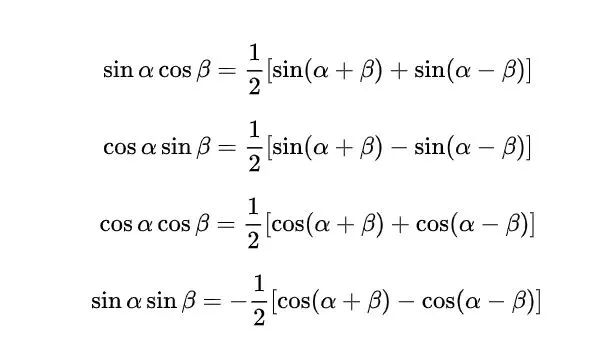 sin α cos β = 1/2 [sin(α + β) + sin(α − β)]
cos α sin β = 1/2 [sin(α + β) − sin(α − β)]
cos α cos β = 1/2 [cos(α + β) + cos(α − β)]
sin α sin β = −1/2 [cos(α + β) − cos(α − β)]